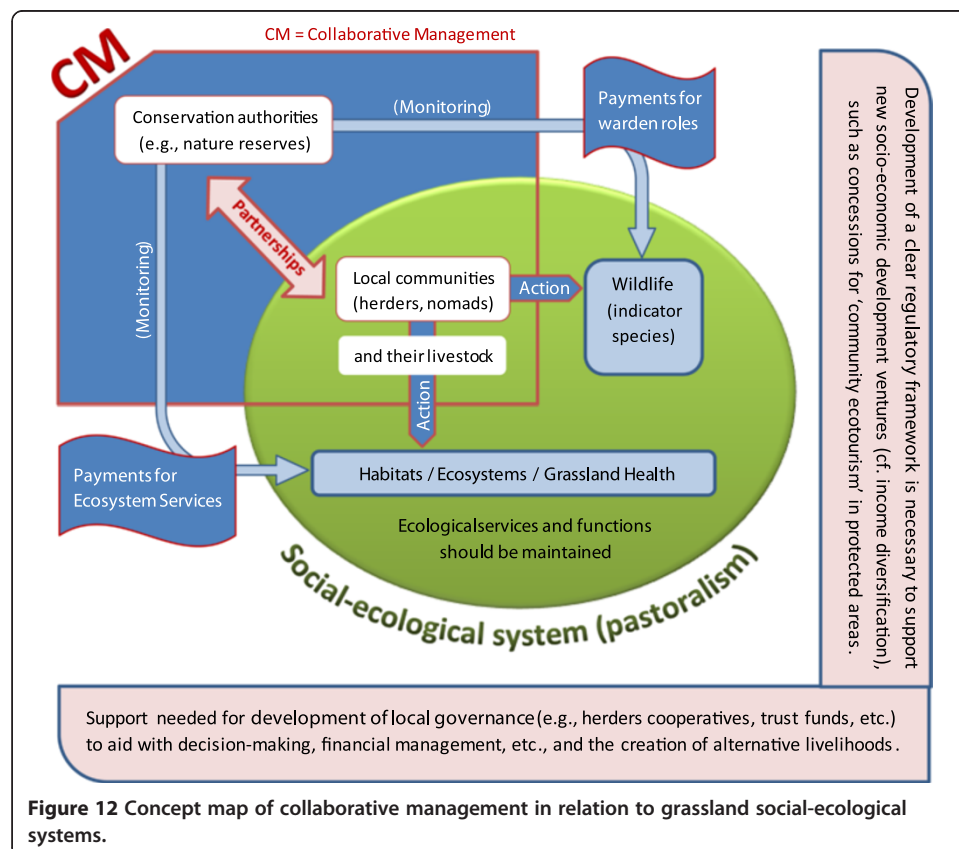 CM = Collaborative Management
CM
Conservation authorities
(e.g., nature reserves)
(Monitoring)
Payments for
warden roles
Partnerships
(Monitoring)
Local communities
(herders, nomads)
Action
Wildlife
(indicator
species)
and their livestock
Action
Payments for
Ecosystem Services
Habitats / Ecosystems / Grassland Health
Ecologicalservices and functions
should be maintained
Social-ecological system (pastoralism)
Development of a clear regulatory framework is necessary to support
new socio-economic development ventures (cf. income diversification),
such as concessions for ‘community ecotourism’ in protected areas.
Support needed for development of local governance (e.g., herders cooperatives, trust funds, etc.)
to aid with decision-making, financial management, etc., and the creation of alternative livelihoods.
Figure 12 Concept map of collaborative management in relation to grassland social-ecological
systems.